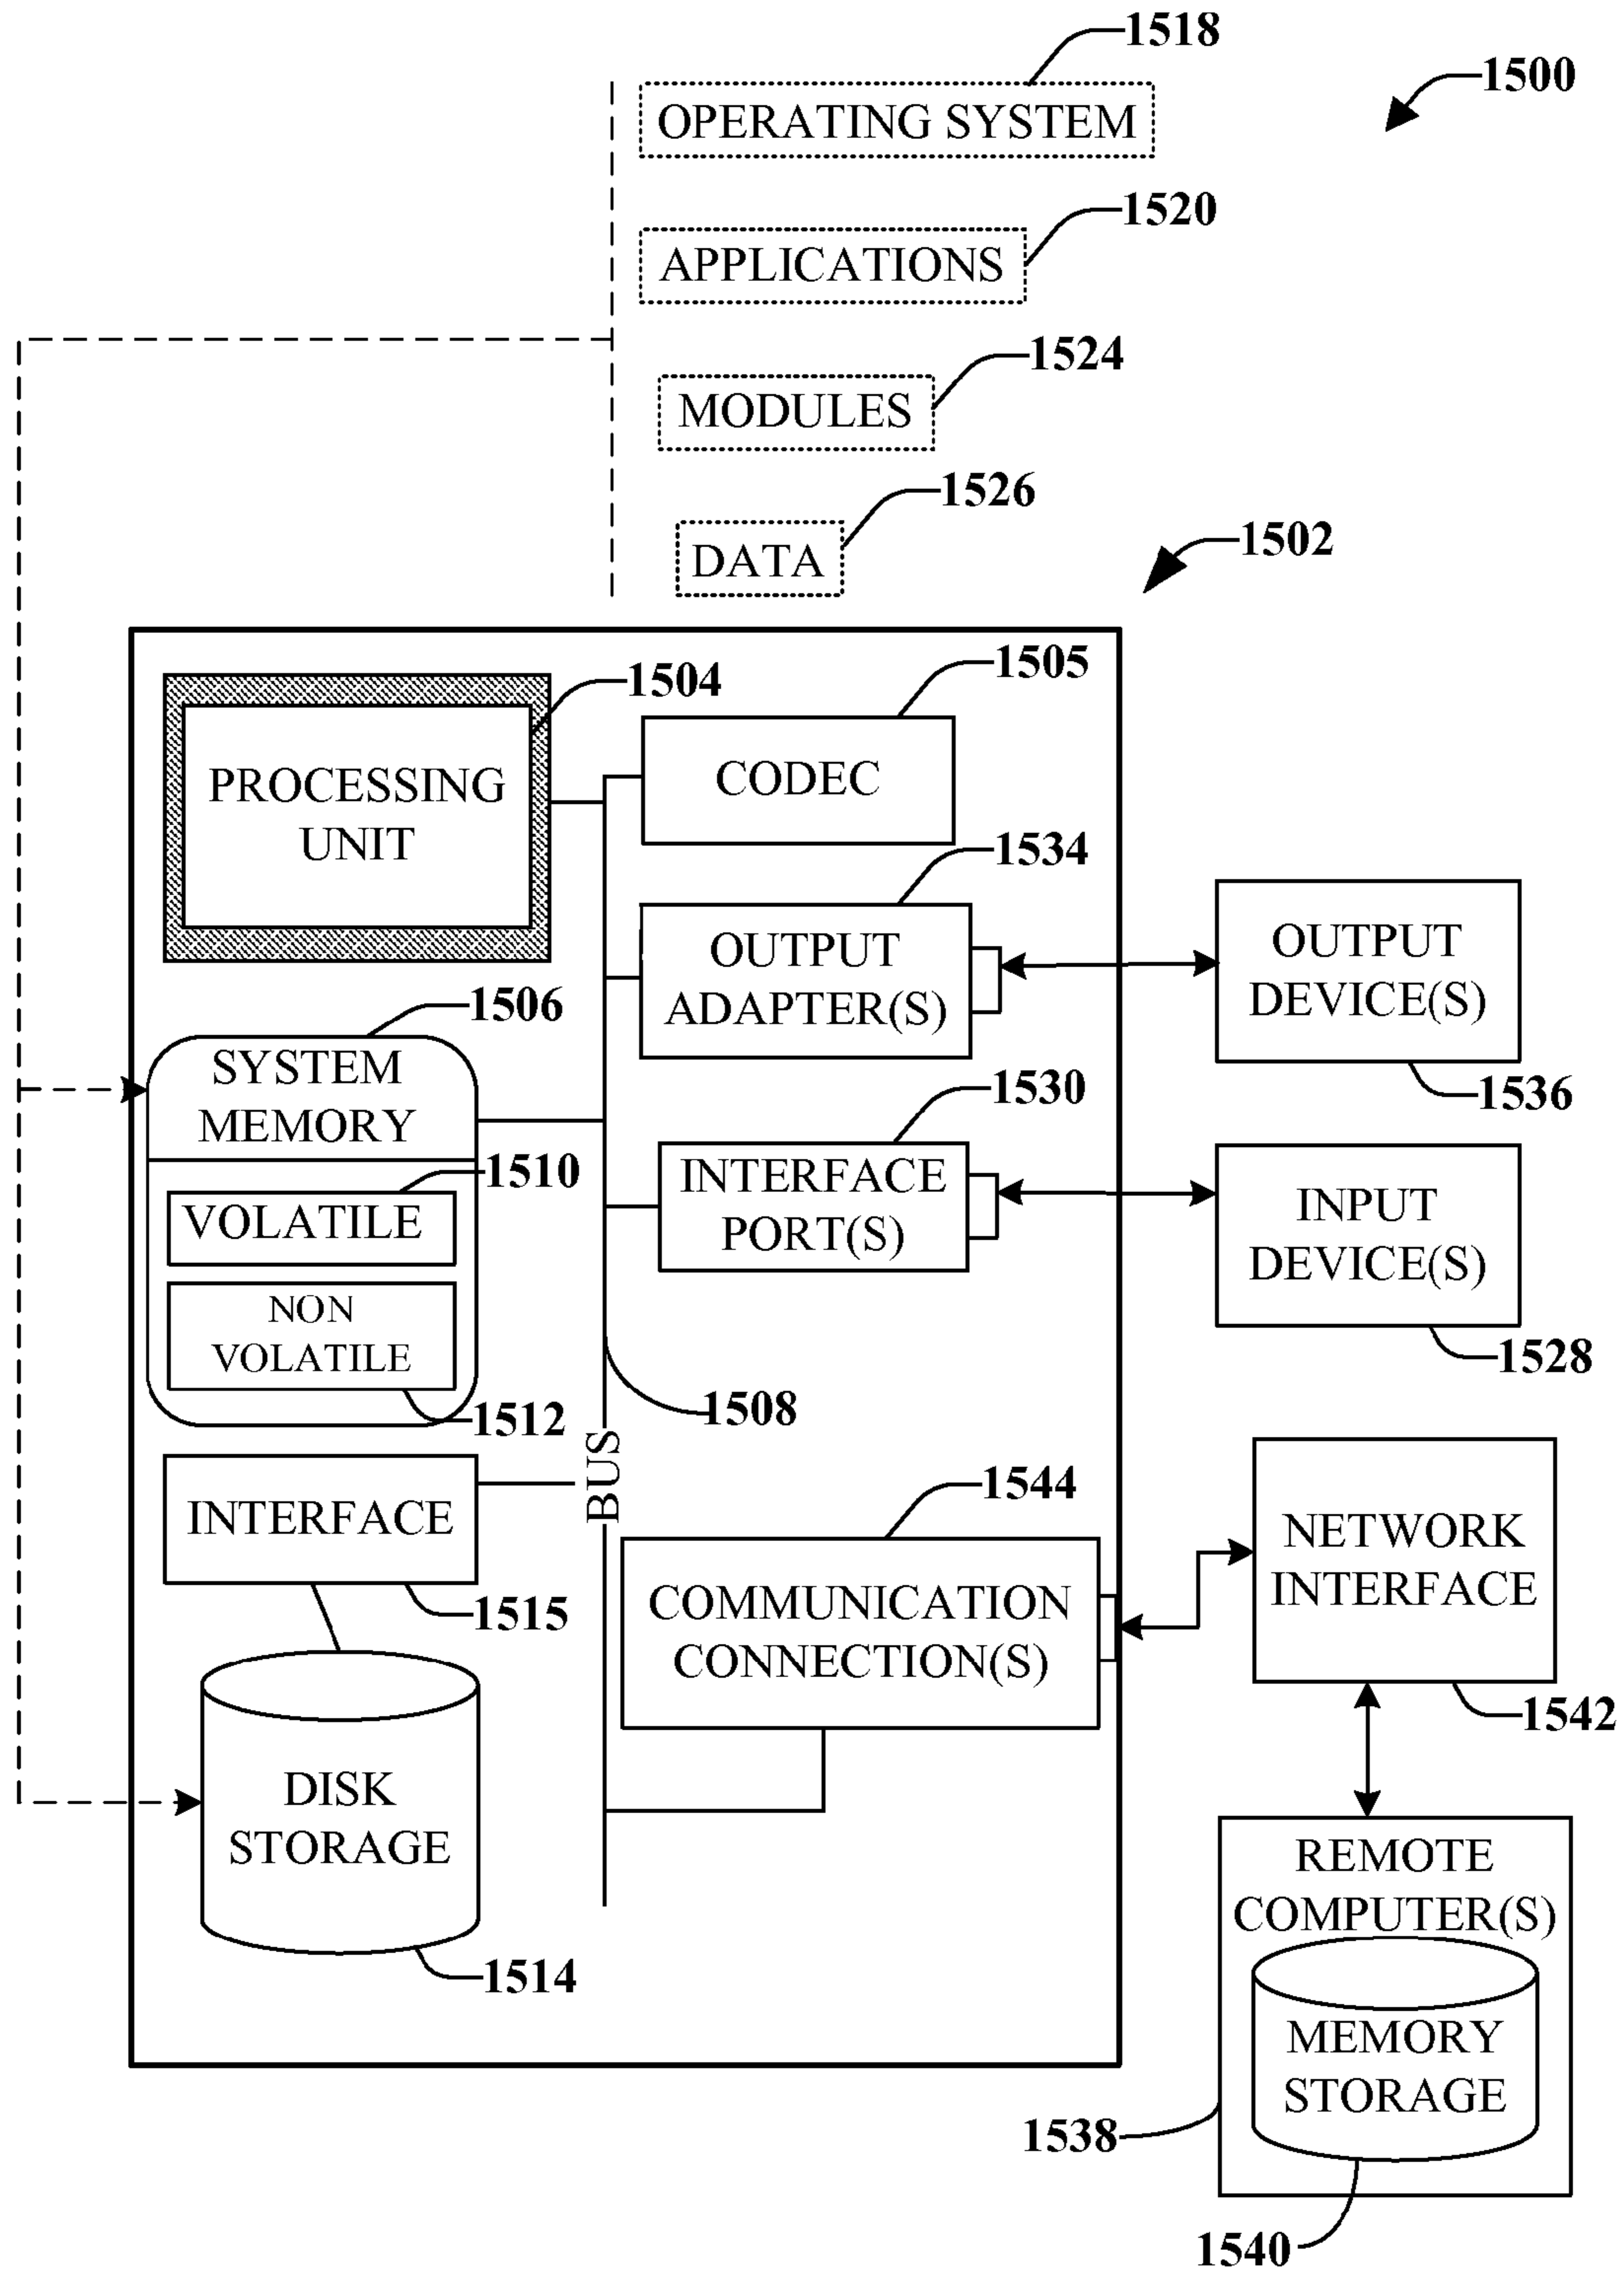 1518
1500
OPERATING SYSTEM
1520
APPLICATIONS
1524
MODULES
1526
DATA
1502
1504
1505
PROCESSING
UNIT
CODEC
1534
OUTPUT
ADAPTER(S)
OUTPUT
DEVICE(S)
1536
1506
SYSTEM
MEMORY
1530
1510
VOLATILE
INTERFACE
PORT(S)
INPUT
DEVICE(S)
1528
NON
VOLATILE
1512
1508
BUS
INTERFACE
1515
1544
COMMUNICATION
CONNECTION(S)
NETWORK
INTERFACE
1542
DISK
STORAGE
1514
REMOTE
COMPUTER(S)
MEMORY
STORAGE
1538
1540